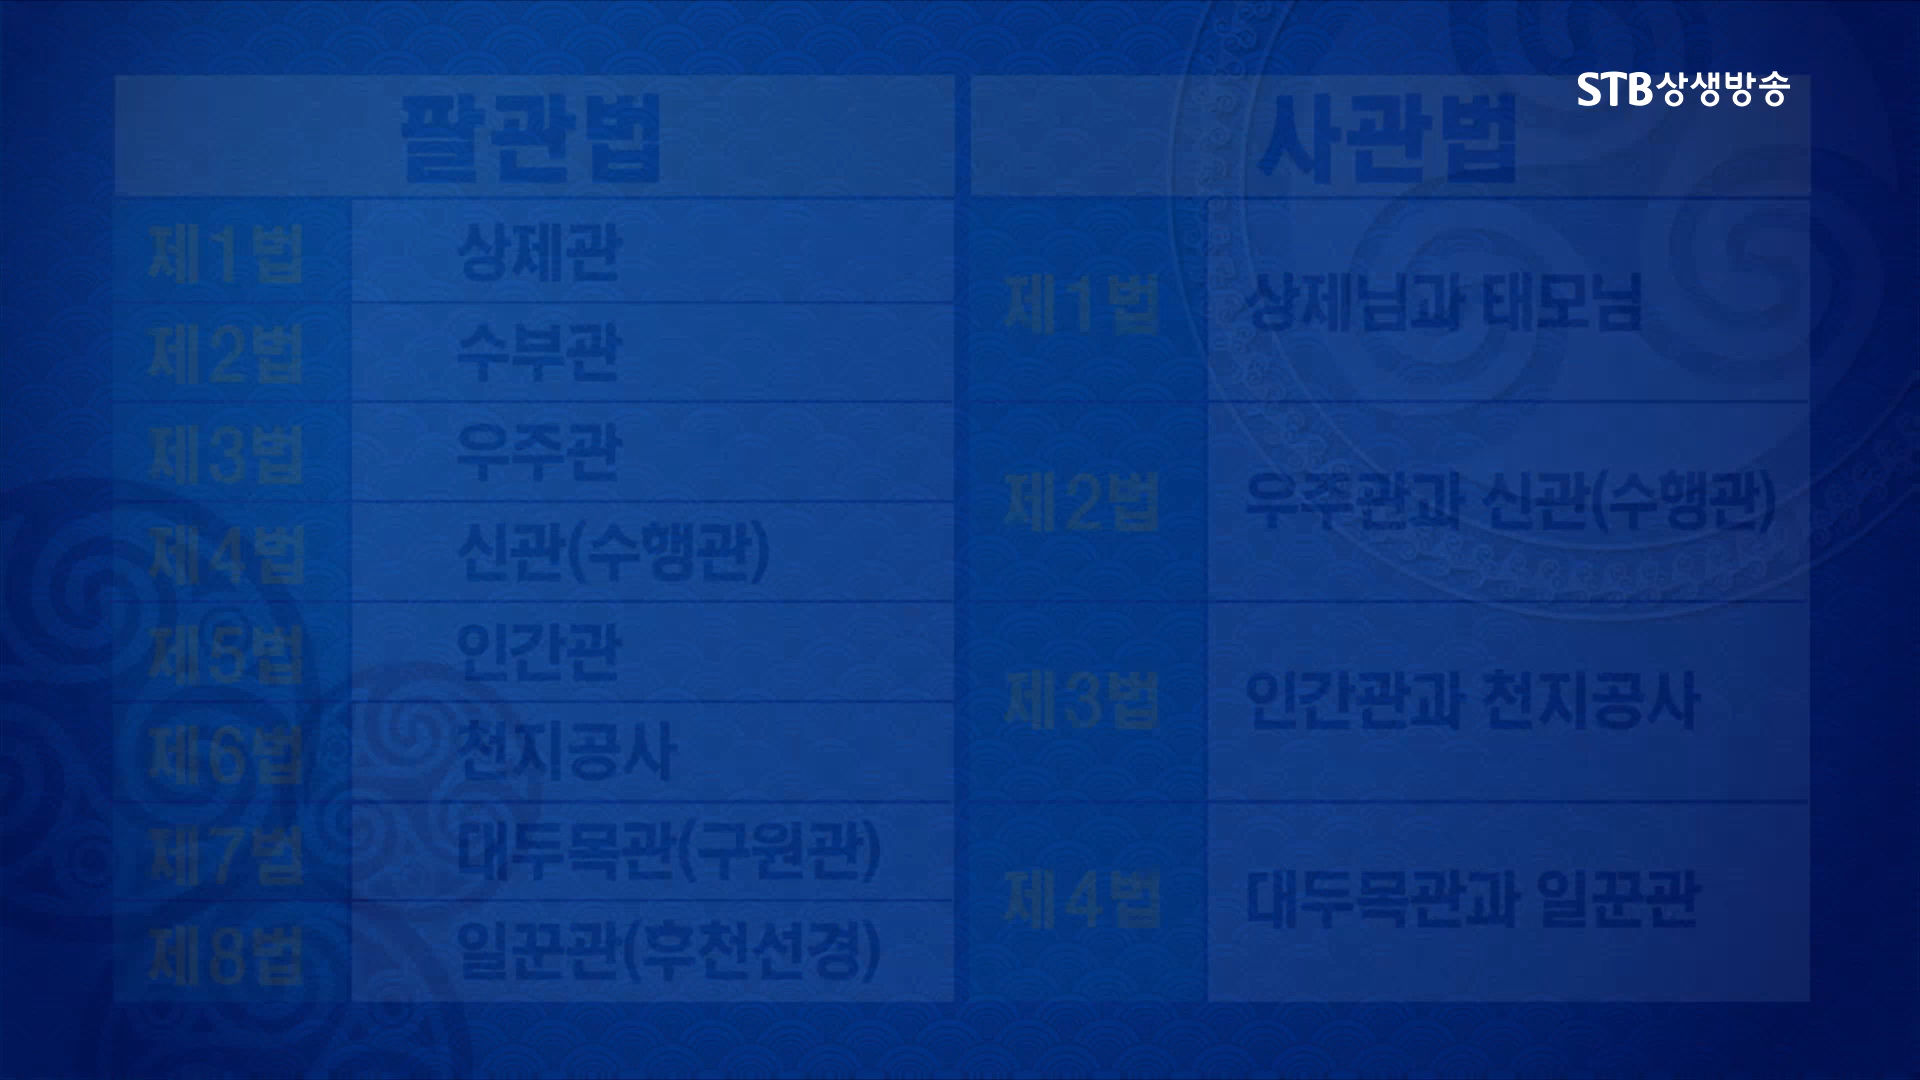 STB상생방송
팔관법
제1법 상제관
제2법 수부관
제3법 우주관
제4법 신관(수행관)
제5법 인간관
제6법 천지공사
제7법 대두목관(구원관)
제8법 일꾼관(후천선경)
사관법
제1법 상제님과 태모님
제2법 우주관과 신관(수행관)
제3법 인간관과 천지공사
제4법 대두목관과 일꾼관